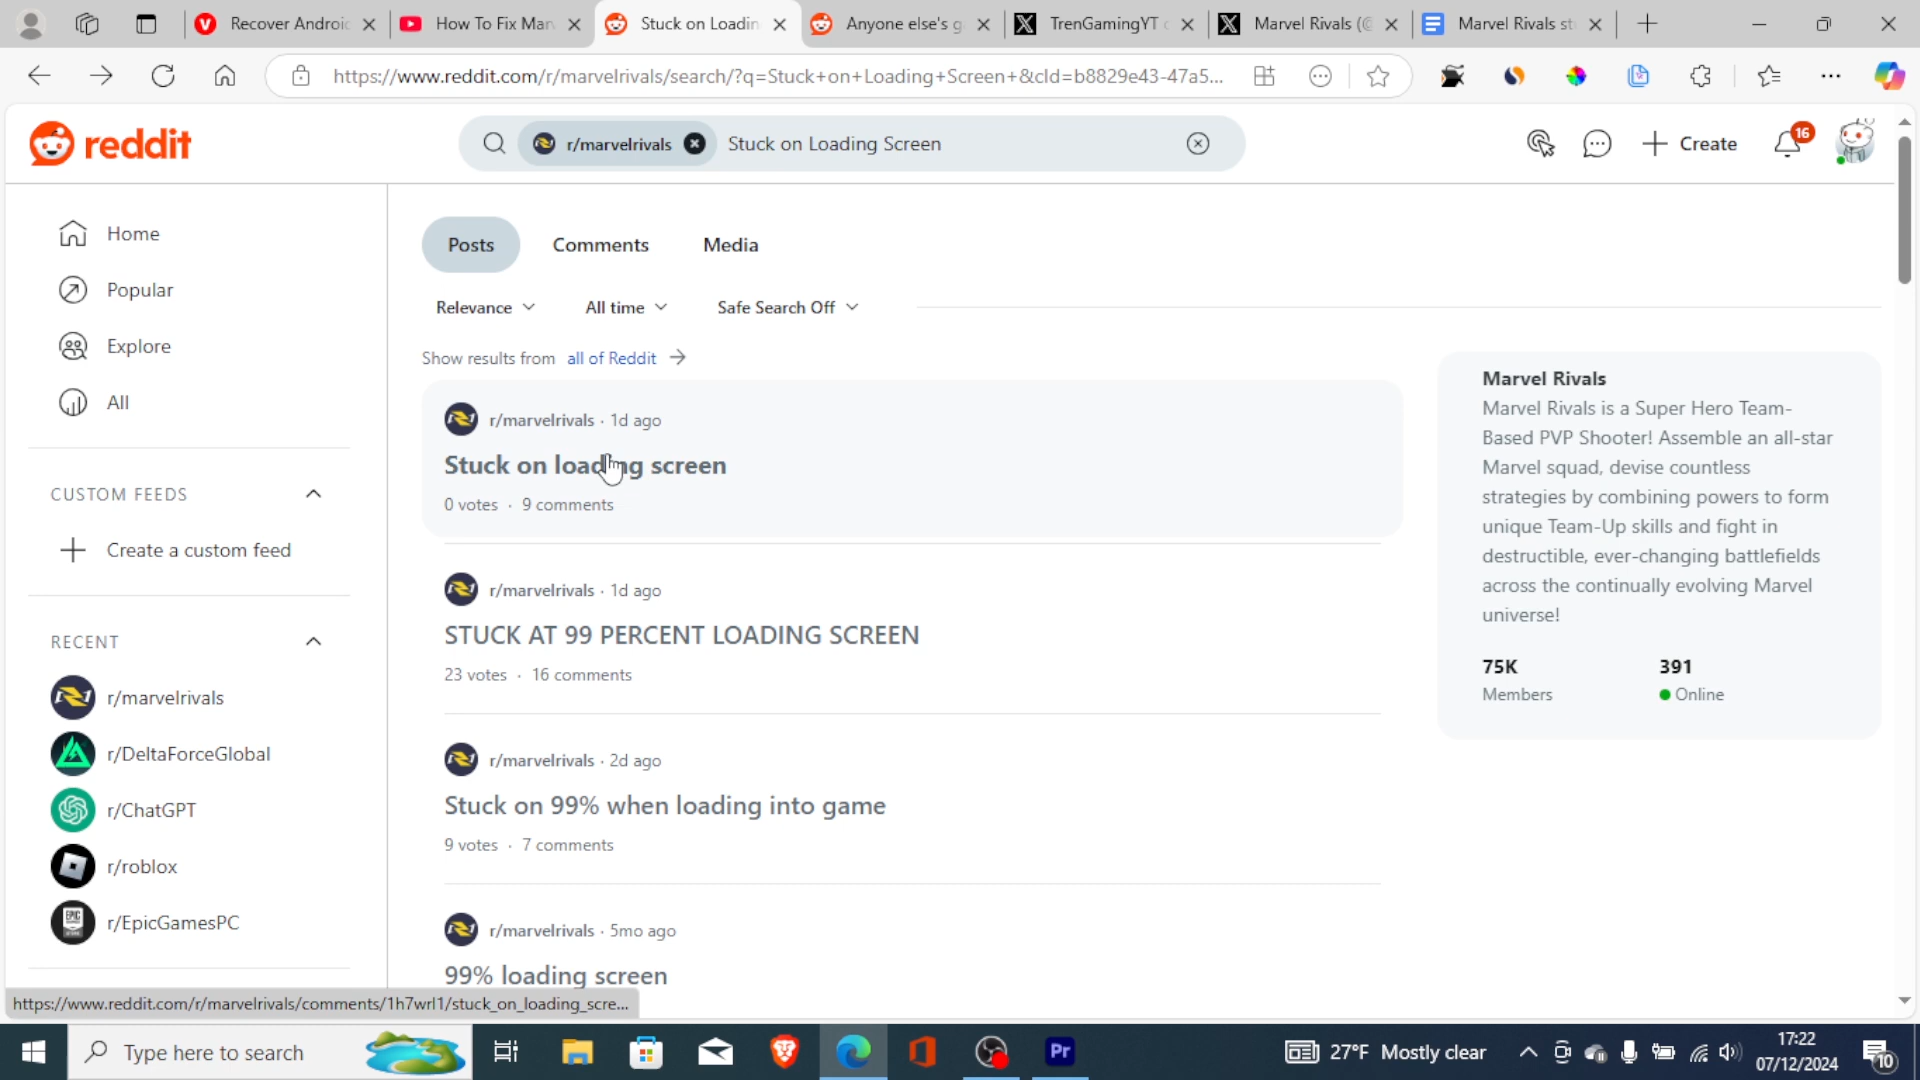 Recover Androic
How To Fix Man
Stuck on Loadin
Anyone else's g
TrenGamingYT c
Marvel Rivals (@
Marvel Rivals st
https://www.reddit.com/r/marvelrivals/search/?q=Stuck+on+Loading+Screen+&cId=b8829e43-47a5...
reddit
r/marvelrivals
Stuck on Loading Screen
Create
16
Home
Popular
Explore
All
CUSTOM FEEDS
Create a custom feed
RECENT
r/marvelrivals
r/DeltaForceGlobal
r/ChatGPT
r/roblox
EPIC GAMES
r/EpicGamesPC
Posts
Comments
Media
Relevance
All time
Safe Search Off
Show results from all of Reddit
r/marvelrivals · 1d ago
Stuck on loading screen
0 votes · 9 comments
r/marvelrivals · 1d ago
STUCK AT 99 PERCENT LOADING SCREEN
23 votes · 16 comments
r/marvelrivals · 2d ago
Stuck on 99% when loading into game
9 votes · 7 comments
r/marvelrivals · 5mo ago
99% loading screen
Marvel Rivals
Marvel Rivals is a Super Hero Team-
Based PVP Shooter! Assemble an all-star
Marvel squad, devise countless
strategies by combining powers to form
unique Team-Up skills and fight in
destructible, ever-changing battlefields
across the continually evolving Marvel
universe!
75K
Members
391
Online
https://www.reddit.com/r/marvelrivals/comments/1h7wrl1/stuck_on_loading_scre...
Type here to search
Pr
27°F Mostly clear
17:22
07/12/2024
10